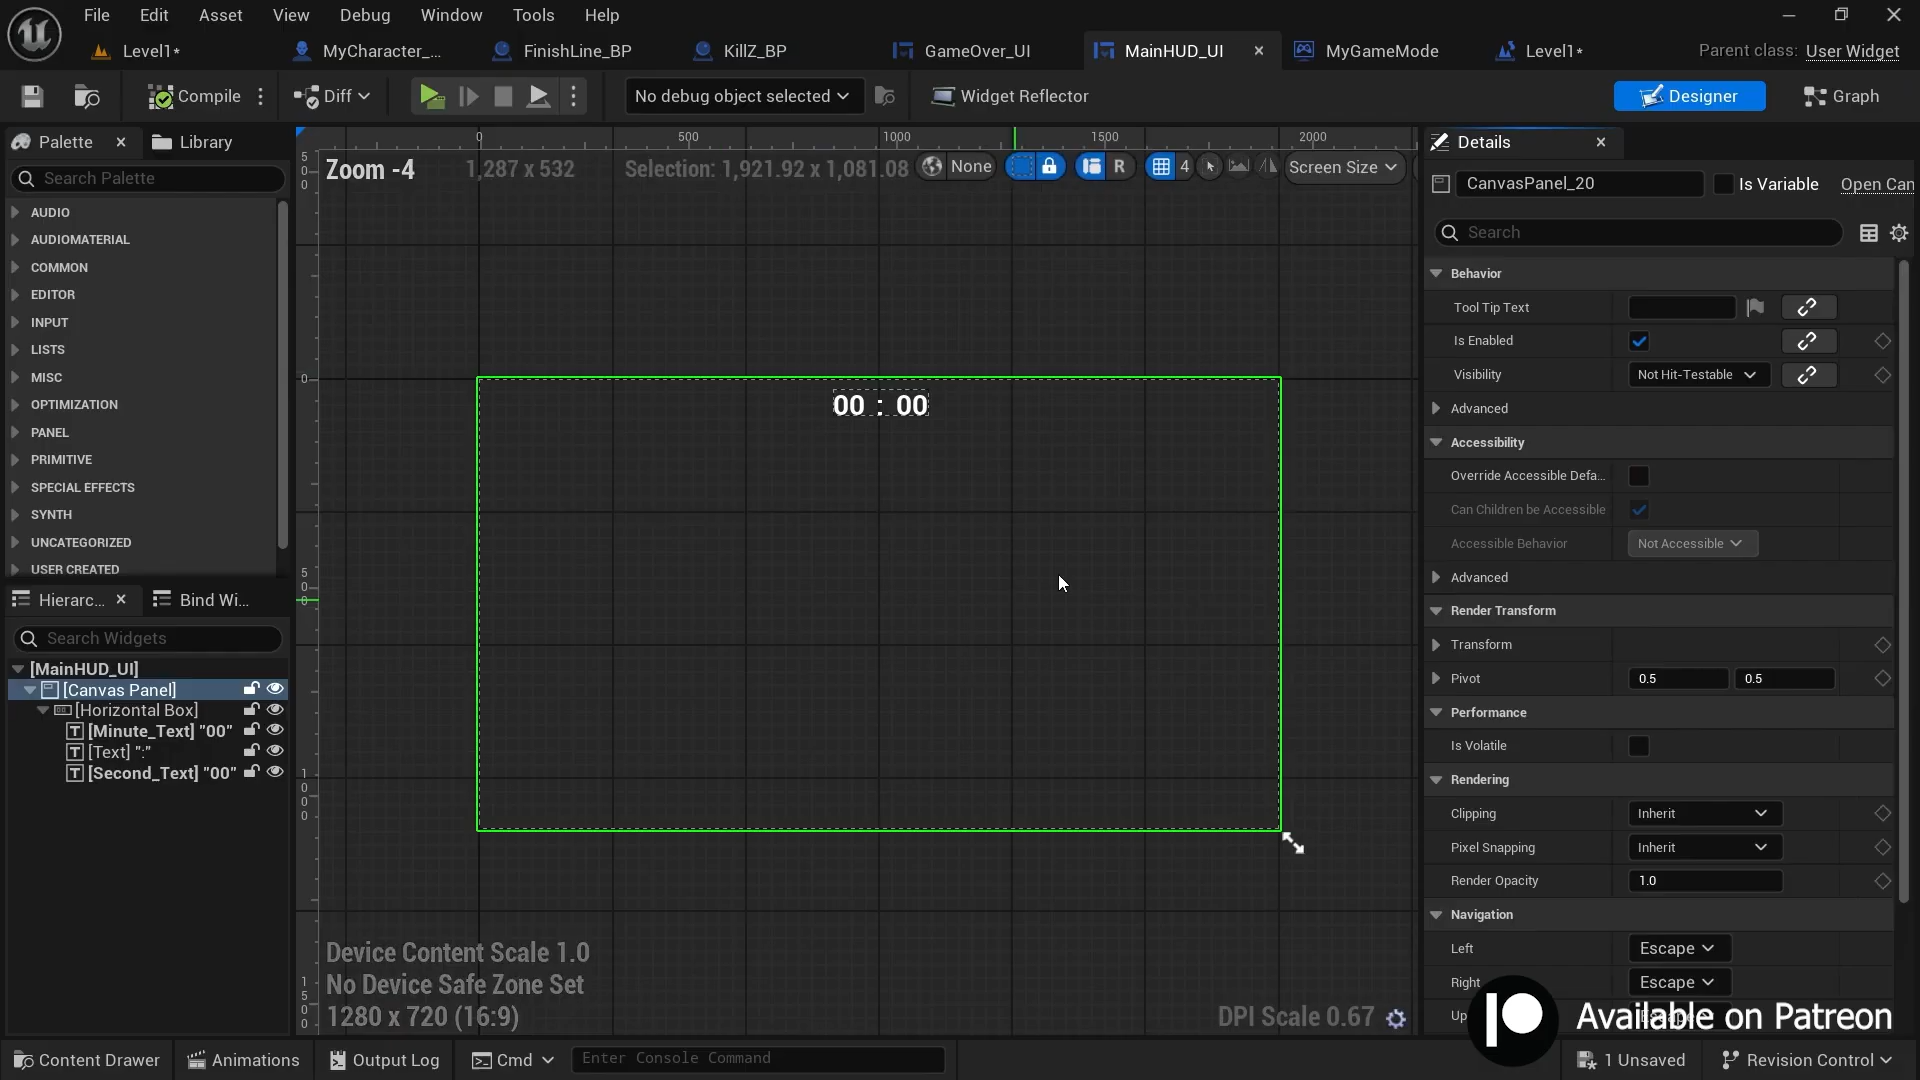 File Edit Asset View Debug Window Tools Help
Level1* MyCharacter_... FinishLine_BP KillZ_BP GameOver_UI MainHUD_UI MyGameMode Level1* Parent class: User Widget
Compile Diff No debug object selected Widget Reflector Designer Graph
Palette Library
Search Palette
AUDIO
AUDIOMATERIAL
COMMON
EDITOR
INPUT
LISTS
MISC
OPTIMIZATION
PANEL
PRIMITIVE
SPECIAL EFFECTS
SYNTH
UNCATEGORIZED
USER CREATED
Hierarc... Bind Wi...
Search Widgets
[MainHUD_UI]
[Canvas Panel]
[Horizontal Box]
[Minute_Text] "00"
[Text] ":"
[Second_Text] "00"
0 500 1000 1500 2000
Zoom -4 1,287 x 532 Selection: 1,921.92 x 1,081.08 None R 4 Screen Size
500
0
500
1000
1500
00 : 00
Device Content Scale 1.0
No Device Safe Zone Set
1280 x 720 (16:9) DPI Scale 0.67
Details
CanvasPanel_20 Is Variable Open Can
Search
Behavior
Tool Tip Text
Is Enabled
Visibility Not Hit-Testable
Advanced
Accessibility
Override Accessible Defa...
Can Children be Accessible
Accessible Behavior Not Accessible
Advanced
Render Transform
Transform
Pivot 0.5 0.5
Performance
Is Volatile
Rendering
Clipping Inherit
Pixel Snapping Inherit
Render Opacity 1.0
Navigation
Left Escape
Right Escape
Up
Available on Patreon
Content Drawer Animations Output Log Cmd Enter Console Command 1 Unsaved Revision Control